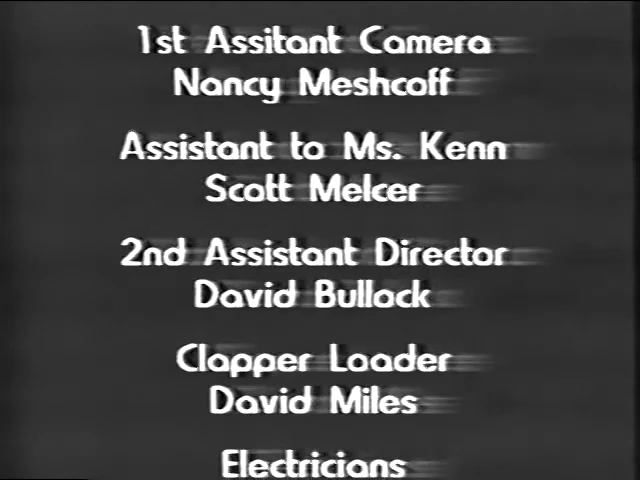 1st Assitant Camera
Nancy Meshcoff
Assistant to Ms. Kenn
Scott Melcer
2nd Assistant Director
David Bullock
Clapper Loader
David Miles
Electricians